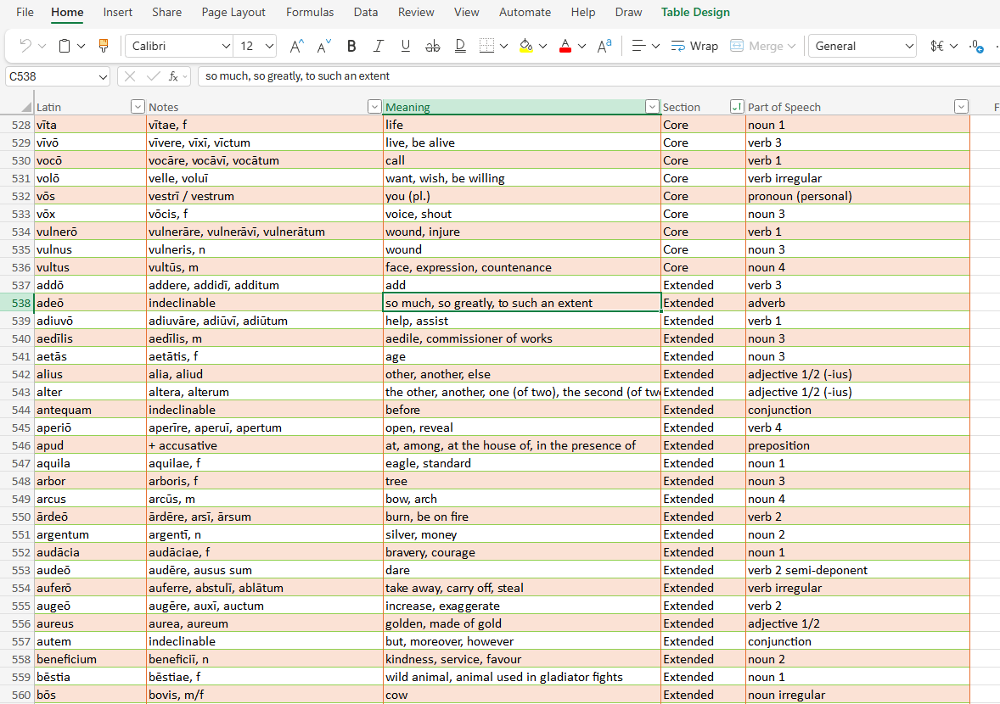 File Home Insert Share Page Layout Formulas Data Review View Automate Help Draw Table Design
Calibri 12 A A B I U ab D A Aa Wrap Merge General $€
C538 fx so much, so greatly, to such an extent
Latin Notes Meaning Section Part of Speech F
528 vīta vītae, f life Core noun 1
529 vīvō vīvere, vīxī, vīctum live, be alive Core verb 3
530 vocō vocāre, vocāvī, vocātum call Core verb 1
531 volō velle, voluī want, wish, be willing Core verb irregular
532 vōs vestrī / vestrum you (pl.) Core pronoun (personal)
533 vōx vōcis, f voice, shout Core noun 3
534 vulnerō vulnerāre, vulnerāvī, vulnerātum wound, injure Core verb 1
535 vulnus vulneris, n wound Core noun 3
536 vultus vultūs, m face, expression, countenance Core noun 4
537 addō addere, addidī, additum add Extended verb 3
538 adeō indeclinable so much, so greatly, to such an extent Extended adverb
539 adiuvō adiuvāre, adiūvī, adiūtum help, assist Extended verb 1
540 aedīlis aedīlis, m aedile, commissioner of works Extended noun 3
541 aetās aetātis, f age Extended noun 3
542 alius alia, aliud other, another, else Extended adjective 1/2 (-ius)
543 alter altera, alterum the other, another, one (of two), the second (of tw Extended adjective 1/2 (-ius)
544 antequam indeclinable before Extended conjunction
545 aperiō aperīre, aperuī, apertum open, reveal Extended verb 4
546 apud + accusative at, among, at the house of, in the presence of Extended preposition
547 aquila aquilae, f eagle, standard Extended noun 1
548 arbor arboris, f tree Extended noun 3
549 arcus arcūs, m bow, arch Extended noun 4
550 ārdeō ārdēre, arsī, ārsum burn, be on fire Extended verb 2
551 argentum argentī, n silver, money Extended noun 2
552 audācia audāciae, f bravery, courage Extended noun 1
553 audeō audēre, ausus sum dare Extended verb 2 semi-deponent
554 auferō auferre, abstulī, ablātum take away, carry off, steal Extended verb irregular
555 augeō augēre, auxī, auctum increase, exaggerate Extended verb 2
556 aureus aurea, aureum golden, made of gold Extended adjective 1/2
557 autem indeclinable but, moreover, however Extended conjunction
558 beneficium beneficiī, n kindness, service, favour Extended noun 2
559 bēstia bēstiae, f wild animal, animal used in gladiator fights Extended noun 1
560 bōs bovis, m/f cow Extended noun irregular